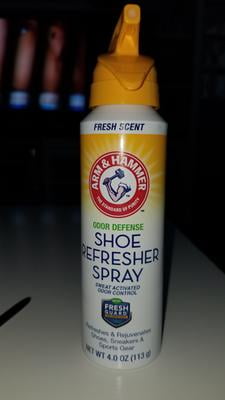 FRESH SCENT
ARM & HAMMER
THE STANDARD OF PURITY
ODOR DEFENSE
SHOE
REFRESHER
SPRAY
SWEAT ACTIVATED
ODOR CONTROL
FRESH
GUARD
Refreshes & Rejuvenates
Shoes, Sneakers &
Sports Gear
NET WT 4.0 OZ (113 g)